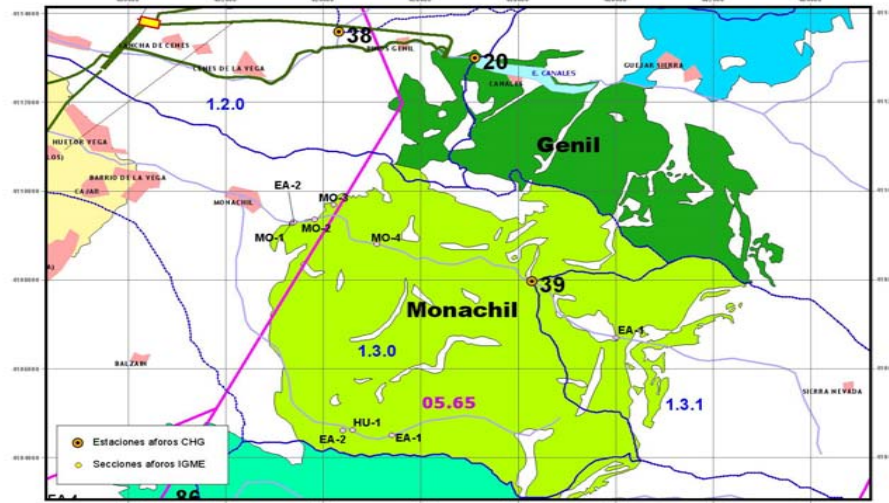 38
PINOS GENIL
LANCHA DE CENES
CENES DE LA VEGA
20
E. CANALES
CANALES
GUEJAR SIERRA
1.2.0
HUETOR VEGA
Genil
BARRIO DE LA VEGA
CAJAR
MONACHIL
EA-2
MO-3
MO-2
MO-1
MO-4
39
Monachil
EA-1
1.3.0
BALZAIN
05.65
1.3.1
SIERRA NEVADA
HU-1
EA-2
EA-1
Estaciones aforos CHG
Secciones aforos IGME
86